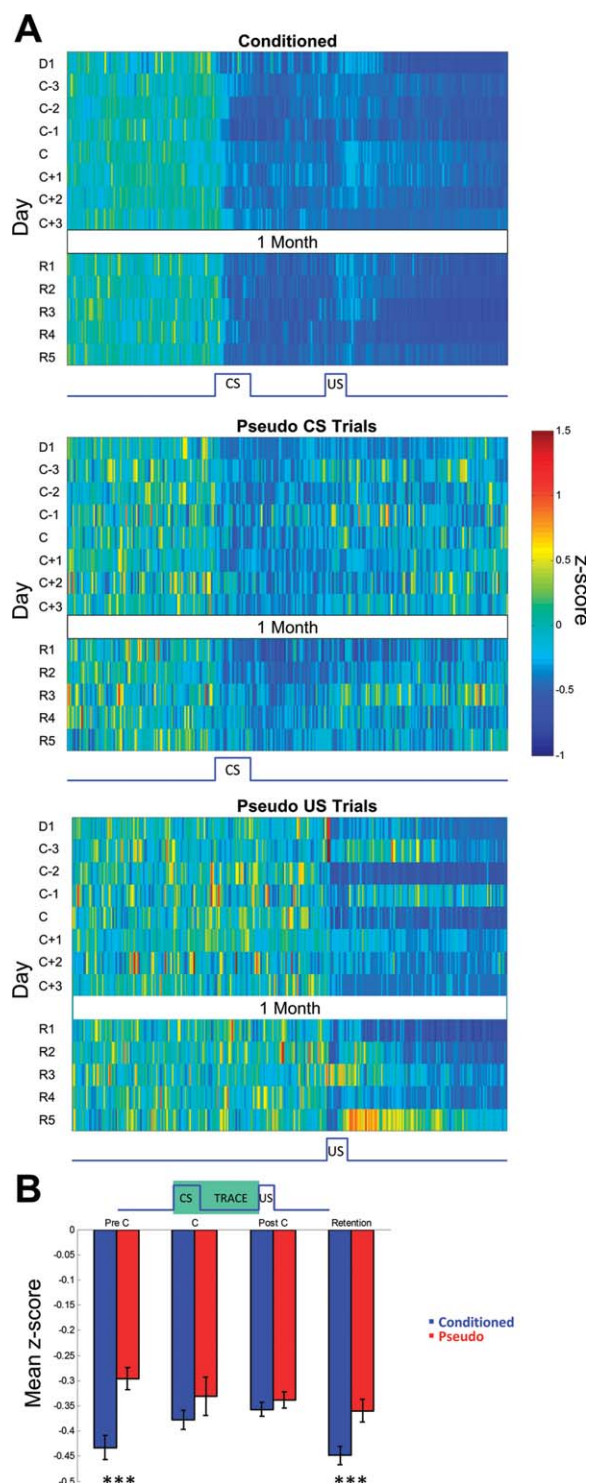 A
Conditioned
Day
D1
C-3
C-2
C-1
C
C+1
C+2
C+3
1 Month
R1
R2
R3
R4
R5
CS
US
Pseudo CS Trials
Day
D1
C-3
C-2
C-1
C
C+1
C+2
C+3
1 Month
R1
R2
R3
R4
R5
CS
1.5
1
0.5
0
-0.5
-1
z-score
Pseudo US Trials
Day
D1
C-3
C-2
C-1
C
C+1
C+2
C+3
1 Month
R1
R2
R3
R4
R5
US
B
CS TRACE US
Pre C C Post C Retention
Mean z-score
0
-0.05
-0.1
-0.15
-0.2
-0.25
-0.3
-0.35
-0.4
-0.45
-0.5
Conditioned
Pseudo
*** ***